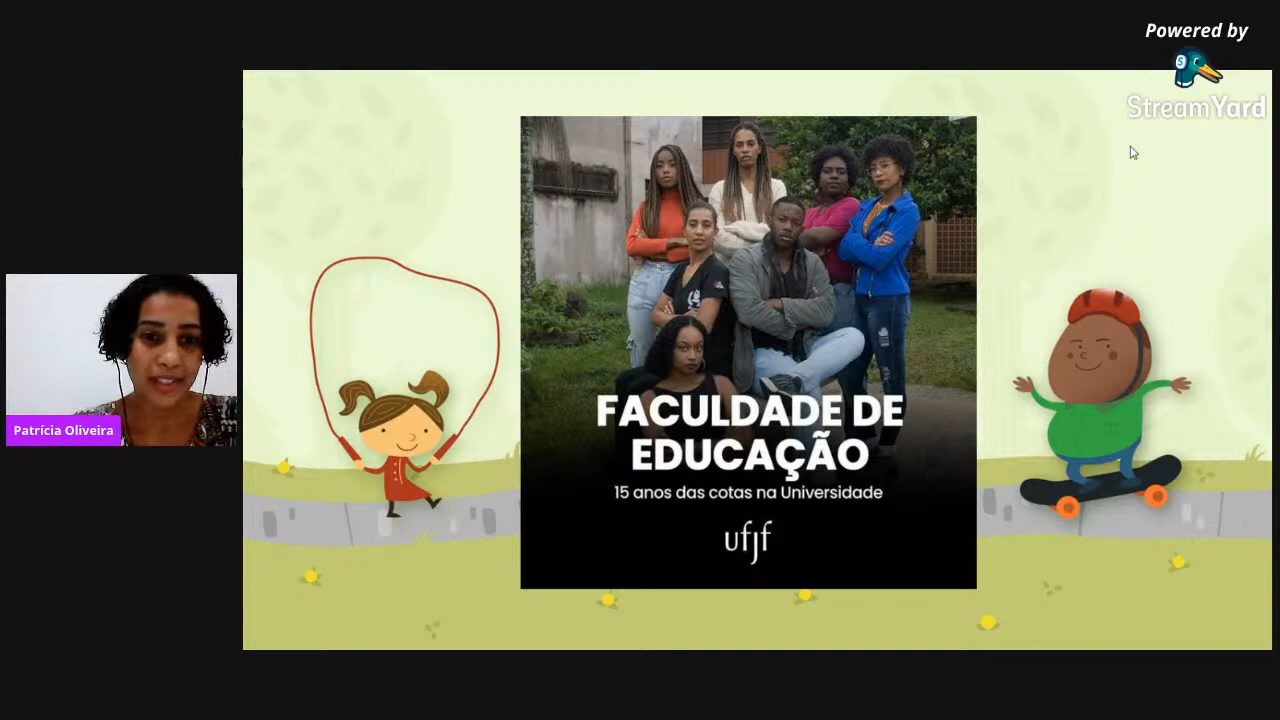 Powered by
StreamYard
Patrícia Oliveira
FACULDADE DE
EDUCAÇÃO
15 anos das cotas na Universidade
ufjf